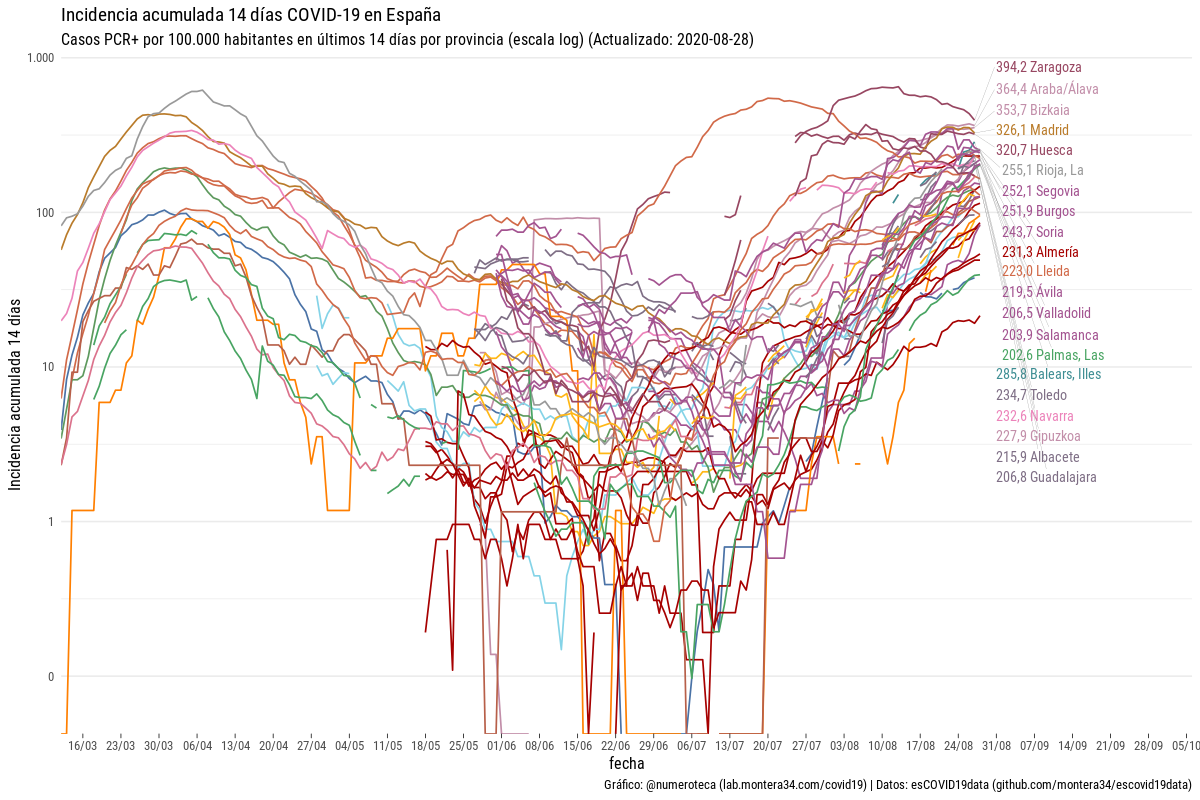 Incidencia acumulada 14 días COVID-19 en España
Casos PCR+ por 100.000 habitantes en últimos 14 días por provincia (escala log) (Actualizado: 2020-08-28)
Incidencia acumulada 14 días
1.000
100
10
1
0
394,2 Zaragoza
364,4 Araba/Álava
353,7 Bizkaia
326,1 Madrid
320,7 Huesca
255,1 Rioja, La
252,1 Segovia
251,9 Burgos
243,7 Soria
231,3 Almería
223,0 Lleida
219,5 Ávila
206,5 Valladolid
203,9 Salamanca
202,6 Palmas, Las
285,8 Balears, Illes
234,7 Toledo
232,6 Navarra
227,9 Gipuzkoa
215,9 Albacete
206,8 Guadalajara
16/03 23/03 30/03 06/04 13/04 20/04 27/04 04/05 11/05 18/05 25/05 01/06 08/06 15/06 22/06 29/06 06/07 13/07 20/07 27/07 03/08 10/08 17/08 24/08 31/08 07/09 14/09 21/09 28/09 05/10
fecha
Gráfico: @numeroteca (lab.montera34.com/covid19) | Datos: esCOVID19data (github.com/montera34/escovid19data)